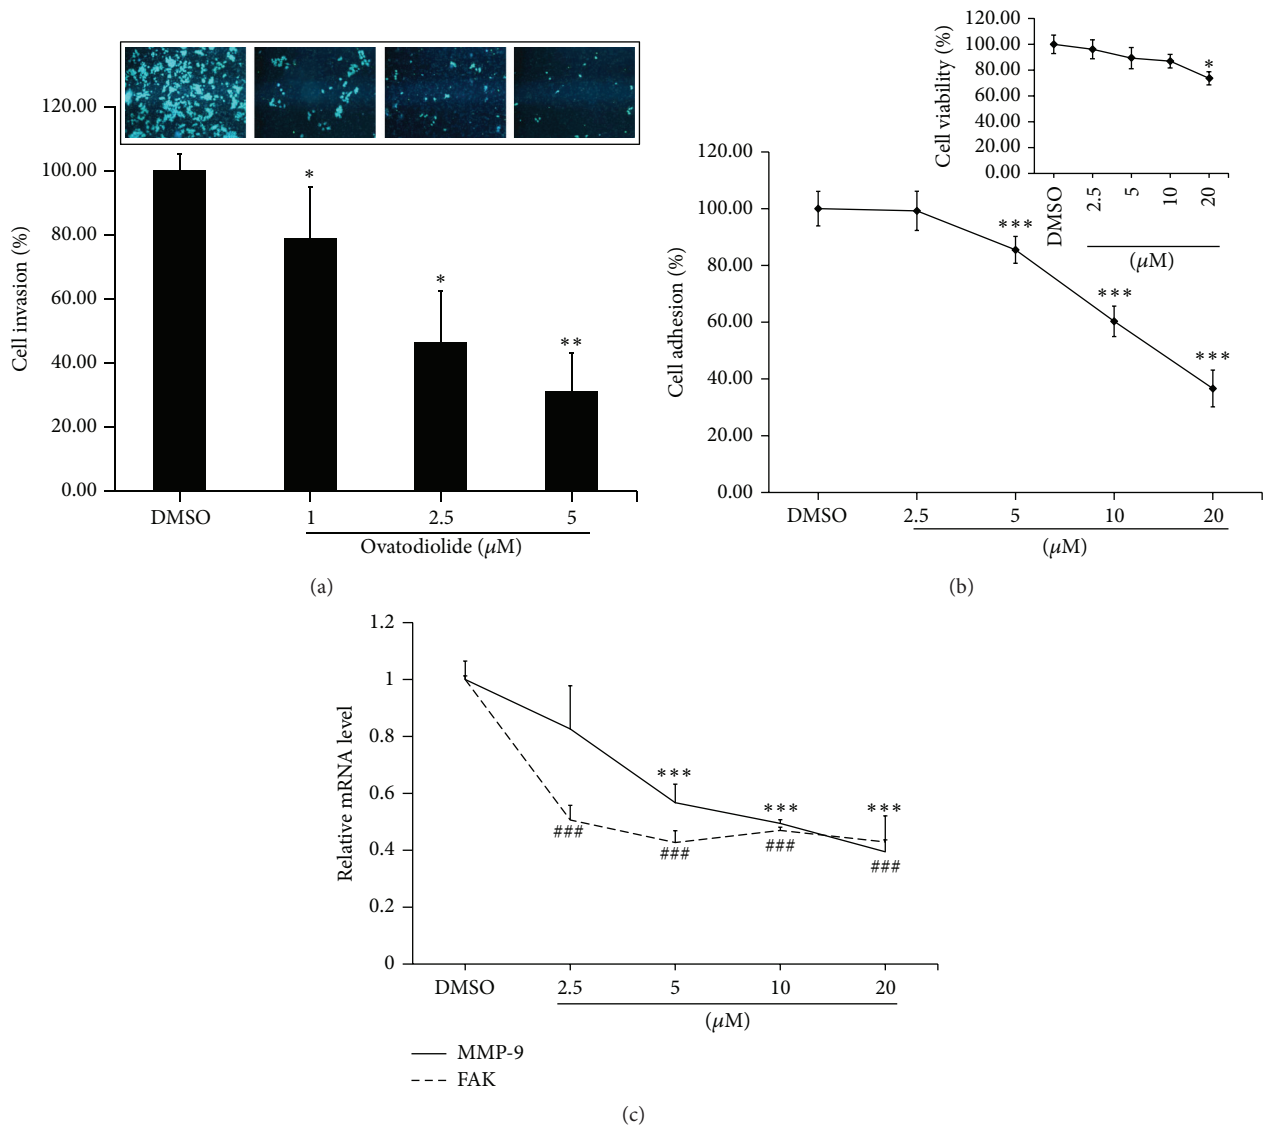 120.00
100.00
80.00
60.00
40.00
20.00
0.00
Cell invasion (%)
*
*
**
DMSO 1 2.5 5
Ovatodiolide (μM)
(a)
120.00
100.00
80.00
60.00
40.00
20.00
0.00
Cell viability (%)
*
DMSO 2.5 5 10 20
(μM)
120.00
100.00
80.00
60.00
40.00
20.00
0.00
Cell adhesion (%)
***
***
***
DMSO 2.5 5 10 20
(μM)
(b)
1.2
1
0.8
0.6
0.4
0.2
0
Relative mRNA level
***
*** ***
### ### ### ###
DMSO 2.5 5 10 20
(μM)
MMP-9
FAK
(c)